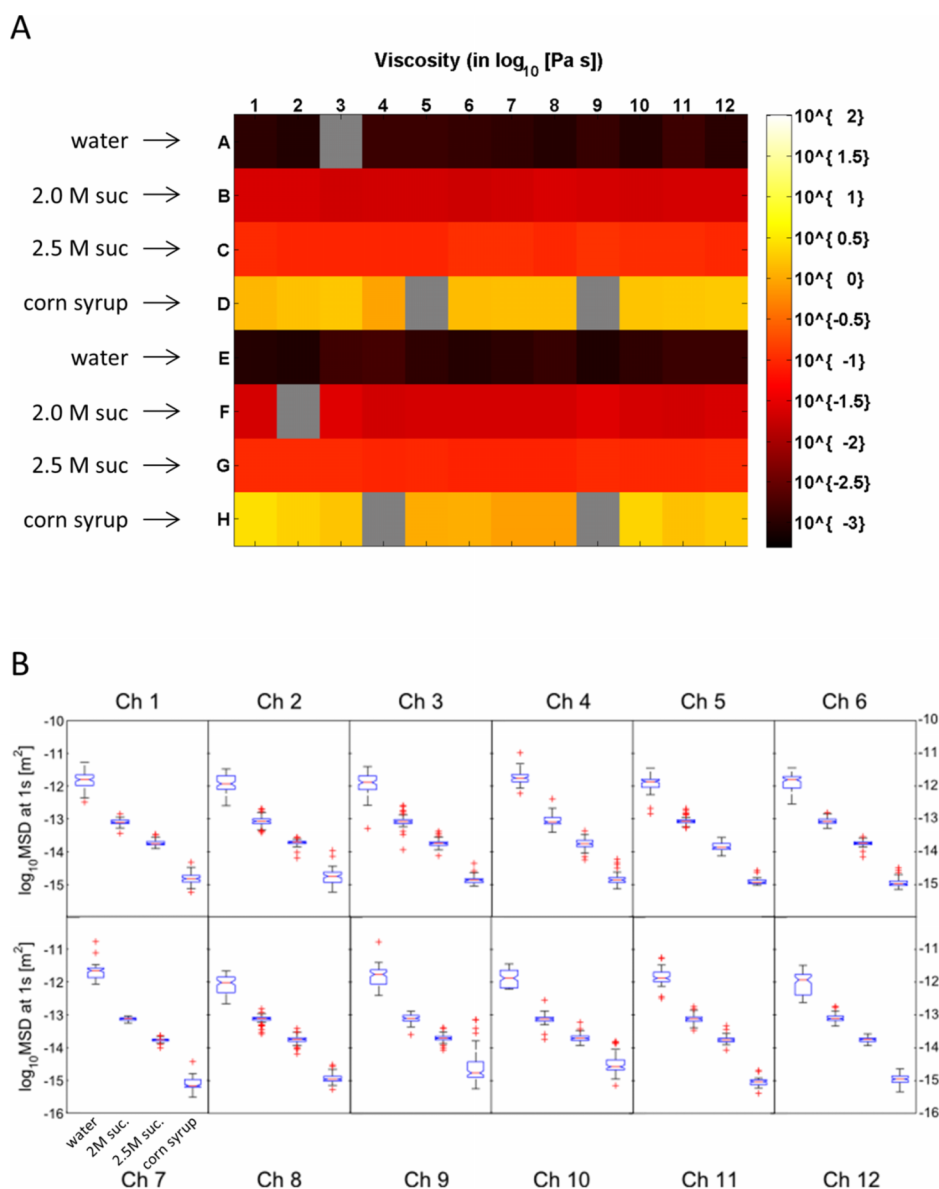 A
Viscosity (in log10 [Pa s])
1 2 3 4 5 6 7 8 9 10 11 12
water → A
2.0 M suc → B
2.5 M suc → C
corn syrup → D
water → E
2.0 M suc → F
2.5 M suc → G
corn syrup → H
10^{ 2}
10^{ 1.5}
10^{ 1}
10^{ 0.5}
10^{ 0}
10^{-0.5}
10^{ -1}
10^{-1.5}
10^{ -2}
10^{-2.5}
10^{ -3}
B
Ch 1 Ch 2 Ch 3 Ch 4 Ch 5 Ch 6
log10MSD at 1s [m²]
-10 -10
-11 -11
-12 -12
-13 -13
-14 -14
-15 -15
log10MSD at 1s [m²]
-11 -11
-12 -12
-13 -13
-14 -14
-15 -15
-16 -16
water 2M suc. 2.5M suc. corn syrup
Ch 7 Ch 8 Ch 9 Ch 10 Ch 11 Ch 12